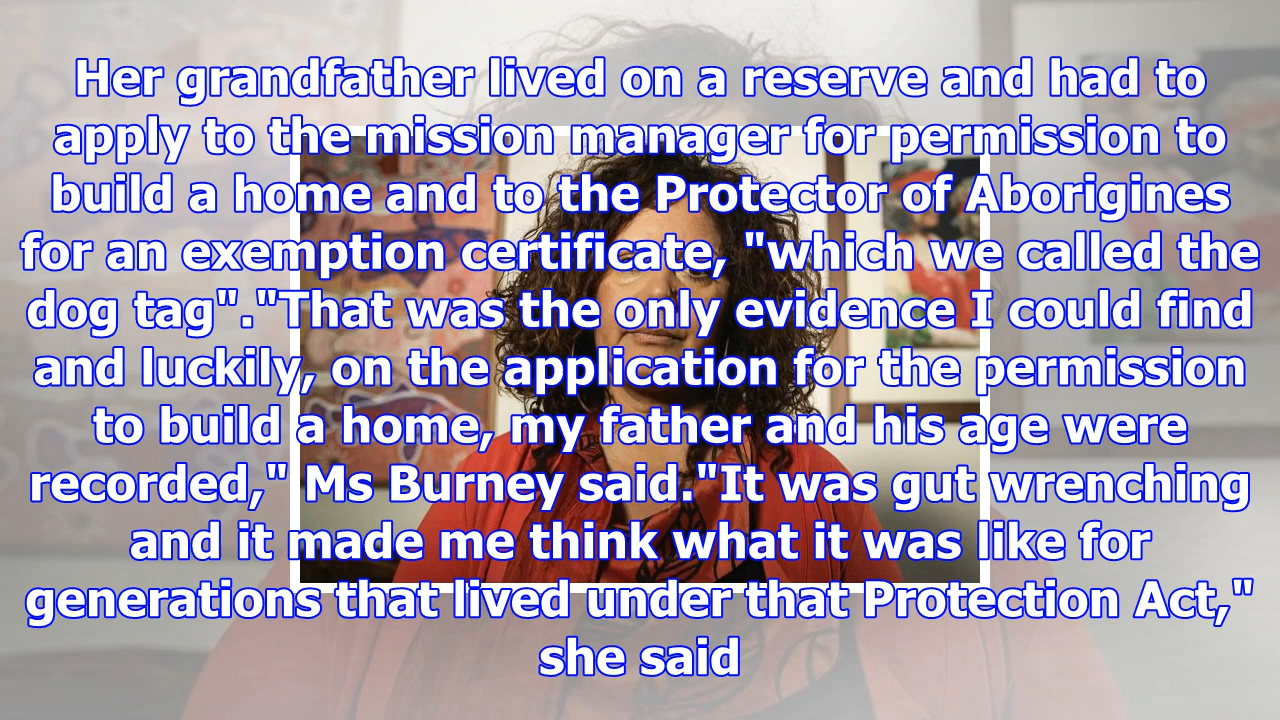 Her grandfather lived on a reserve and had to
apply to the mission manager for permission to
build a home and to the Protector of Aborigines
for an exemption certificate, "which we called the
dog tag"."That was the only evidence I could find
and luckily, on the application for the permission
to build a home, my father and his age were
recorded," Ms Burney said."It was gut wrenching
and it made me think what it was like for
generations that lived under that Protection Act,"
she said